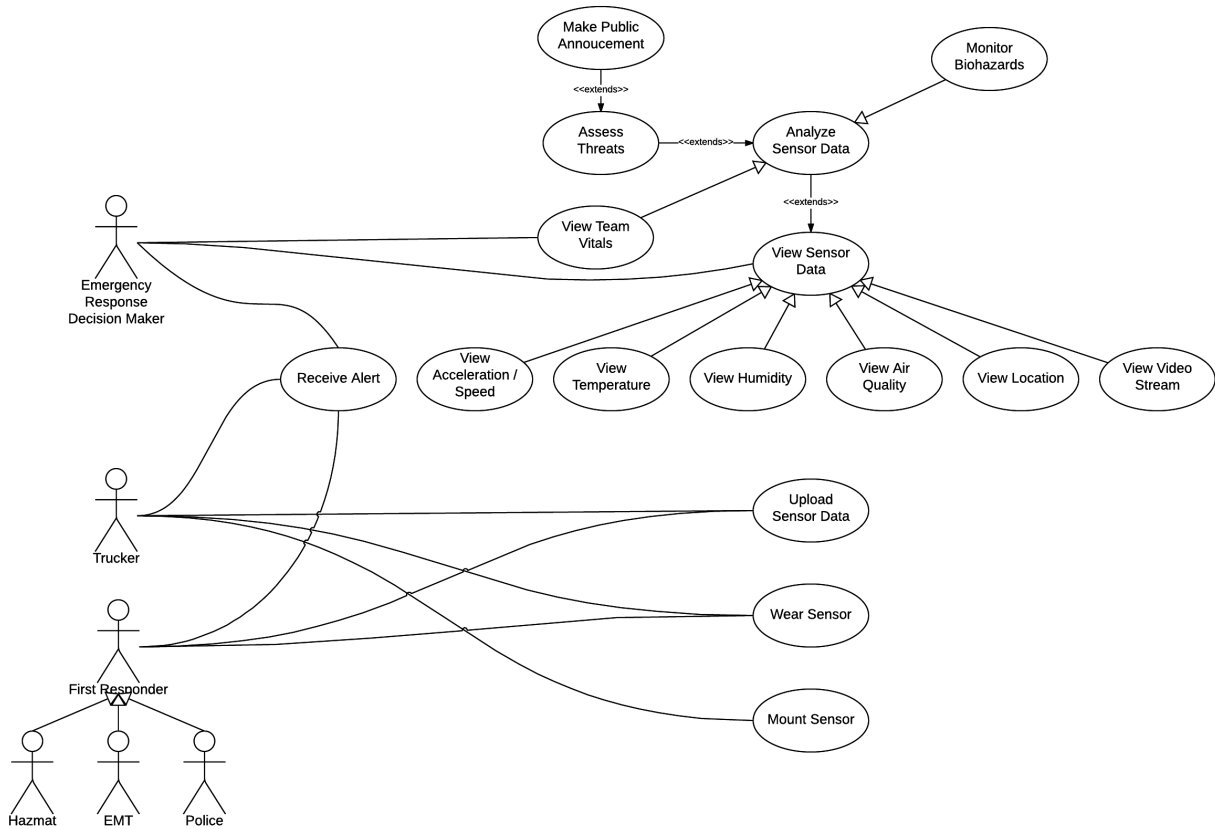 Make Public
Annoucement
Monitor
Biohazards
<<extends>>
Assess
Threats
<<extends>>
Analyze
Sensor Data
<<extends>>
View Team
Vitals
View Sensor
Data
Emergency
Response
Decision Maker
Receive Alert
View
Acceleration /
Speed
View
Temperature
View Humidity
View Air
Quality
View Location
View Video
Stream
Upload
Sensor Data
Trucker
Wear Sensor
First Responder
Mount Sensor
Hazmat
EMT
Police